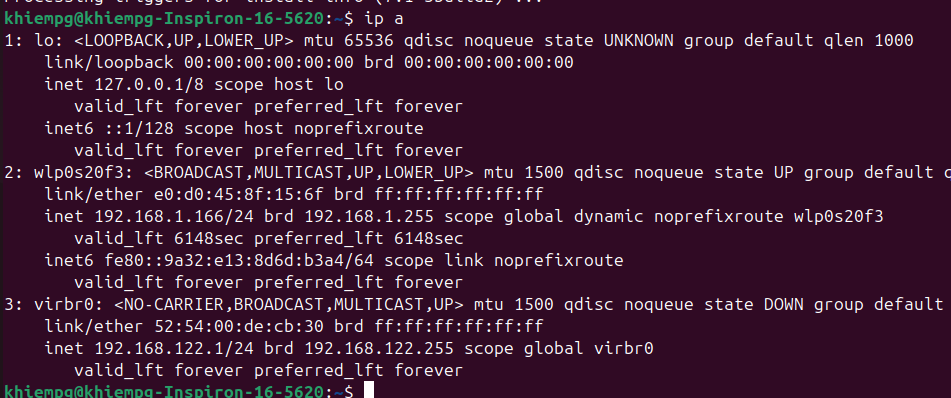 Processing triggers for install-info (7.1-3build2) ...
khiempg@khiempg-Inspiron-16-5620:~$ ip a
1: lo: <LOOPBACK,UP,LOWER_UP> mtu 65536 qdisc noqueue state UNKNOWN group default qlen 1000
    link/loopback 00:00:00:00:00:00 brd 00:00:00:00:00:00
    inet 127.0.0.1/8 scope host lo
       valid_lft forever preferred_lft forever
    inet6 ::1/128 scope host noprefixroute
       valid_lft forever preferred_lft forever
2: wlp0s20f3: <BROADCAST,MULTICAST,UP,LOWER_UP> mtu 1500 qdisc noqueue state UP group default
    link/ether e0:d0:45:8f:15:6f brd ff:ff:ff:ff:ff:ff
    inet 192.168.1.166/24 brd 192.168.1.255 scope global dynamic noprefixroute wlp0s20f3
       valid_lft 6148sec preferred_lft 6148sec
    inet6 fe80::9a32:e13:8d6d:b3a4/64 scope link noprefixroute
       valid_lft forever preferred_lft forever
3: virbr0: <NO-CARRIER,BROADCAST,MULTICAST,UP> mtu 1500 qdisc noqueue state DOWN group default
    link/ether 52:54:00:de:cb:30 brd ff:ff:ff:ff:ff:ff
    inet 192.168.122.1/24 brd 192.168.122.255 scope global virbr0
       valid_lft forever preferred_lft forever
khiempg@khiempg-Inspiron-16-5620:~$